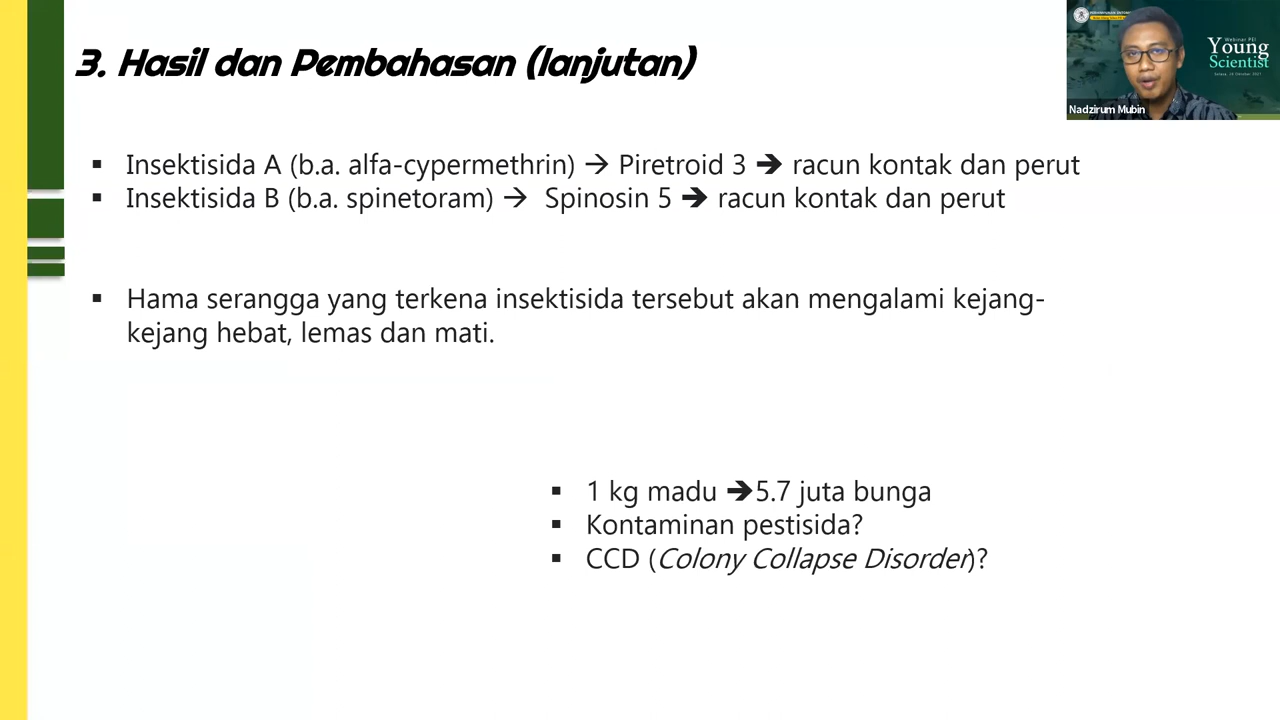 3. Hasil dan Pembahasan (lanjutan)
Webinar PEI
Young
Scientist
Nadzirum Mubin
▪ Insektisida A (b.a. alfa-cypermethrin) → Piretroid 3 ➔ racun kontak dan perut
▪ Insektisida B (b.a. spinetoram) → Spinosin 5 ➔ racun kontak dan perut
▪ Hama serangga yang terkena insektisida tersebut akan mengalami kejang-
kejang hebat, lemas dan mati.
▪ 1 kg madu ➔5.7 juta bunga
▪ Kontaminan pestisida?
▪ CCD (Colony Collapse Disorder)?